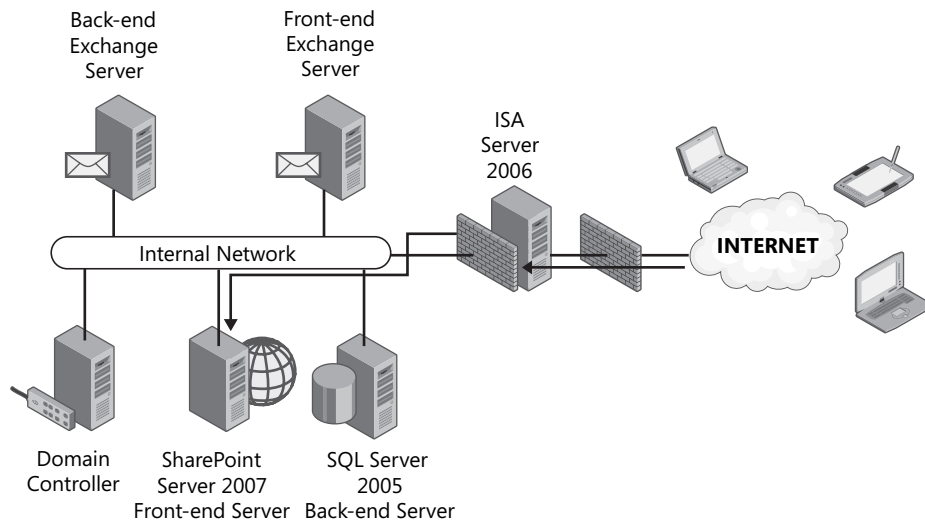 Back-end
Exchange
Server
Front-end
Exchange
Server
ISA
Server
2006
Internal Network
INTERNET
Domain
Controller
SharePoint
Server 2007
Front-end Server
SQL Server
2005
Back-end Server